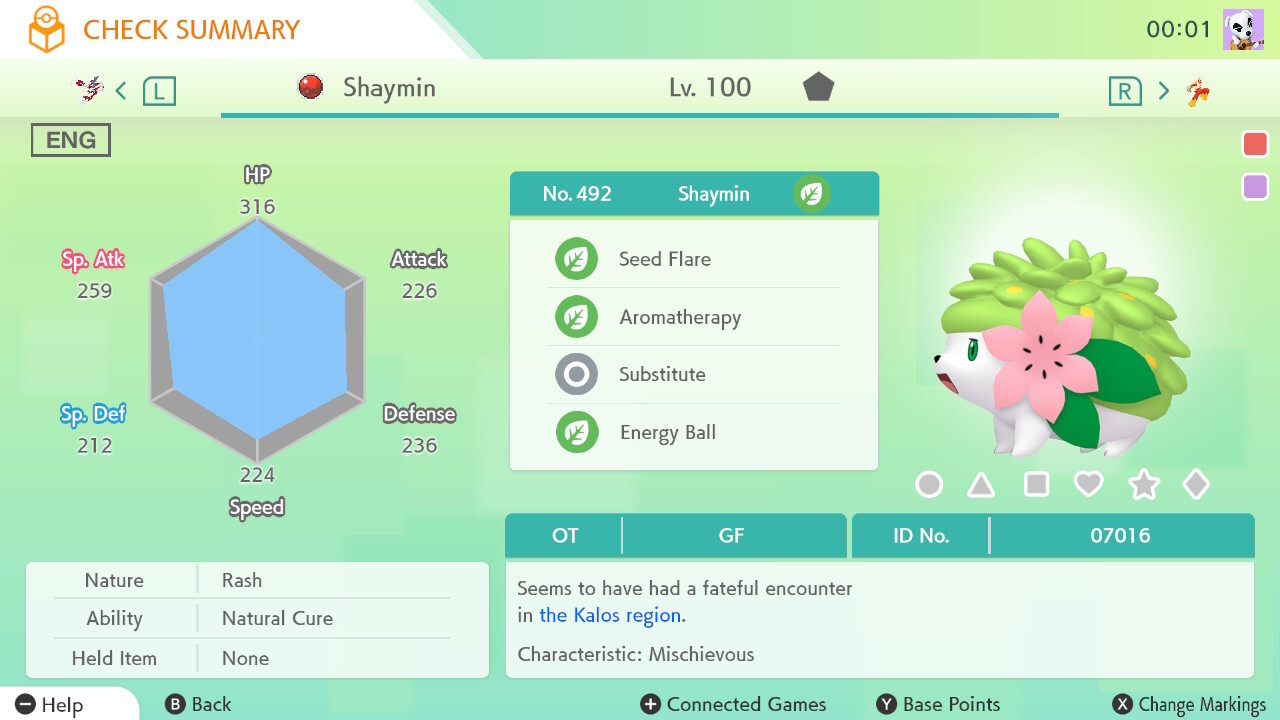 CHECK SUMMARY
00:01
L
Shaymin
Lv. 100
R
ENG
HP
316
Sp. Atk
259
Attack
226
Sp. Def
212
Defense
236
224
Speed
No. 492 Shaymin
Seed Flare
Aromatherapy
Substitute
Energy Ball
OT GF
ID No. 07016
Nature Rash
Ability Natural Cure
Held Item None
Seems to have had a fateful encounter
in the Kalos region.
Characteristic: Mischievous
Help
B Back
Connected Games
Y Base Points
X Change Markings